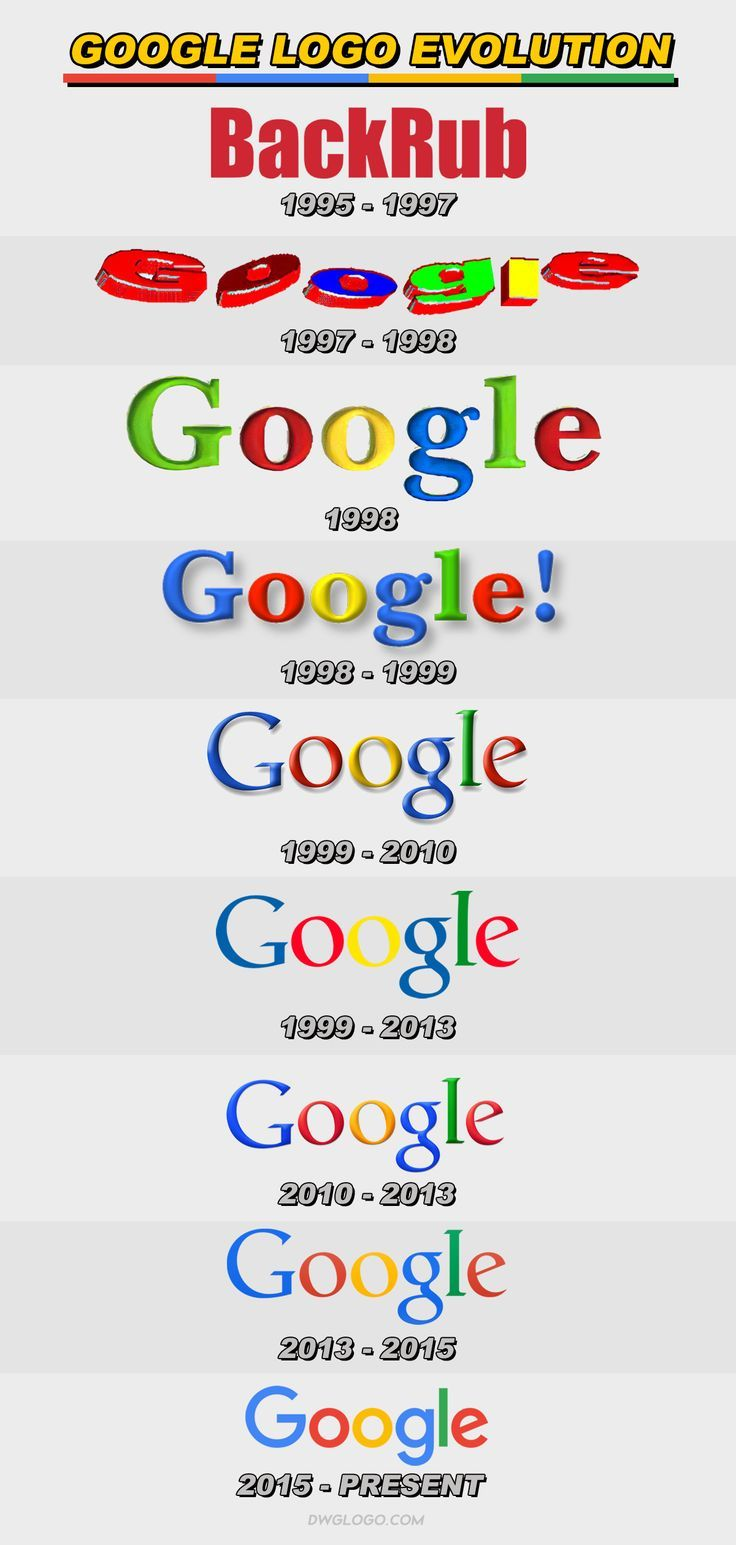 GOOGLE LOGO EVOLUTION
BackRub
1995 - 1997
Google
1997 - 1998
Google
1998
Google!
1998 - 1999
Google
1999 - 2010
Google
1999 - 2013
Google
2010 - 2013
Google
2013 - 2015
Google
2015 - PRESENT
DWGLOGO.COM